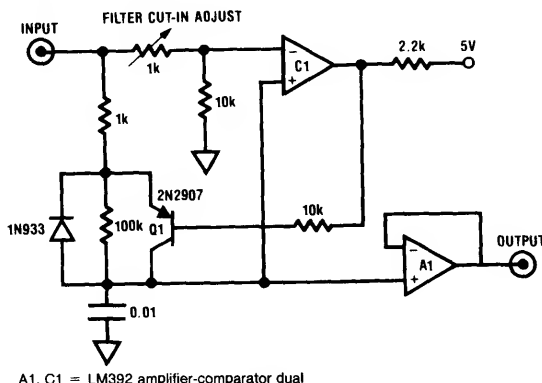 FILTER CUT-IN ADJUST
INPUT
1k
C1
−
+
2.2k
5V
10k
1k
2N2907
1N933
100k
Q1
10k
OUTPUT
−
A1
+
0.01
A1, C1 = LM392 amplifier-comparator dual